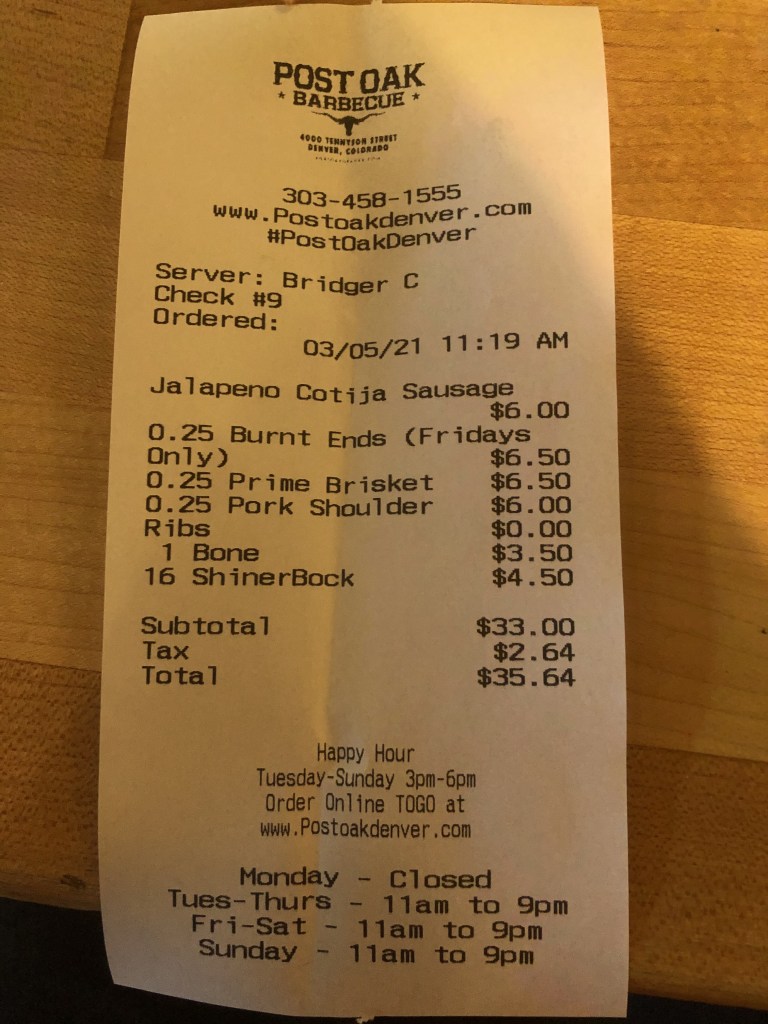 POST OAK
BARBECUE
4000 TENNYSON STREET
DENVER, COLORADO
303-458-1555
www.Postoakdenver.com
#PostOakDenver
Server: Bridger C
Check #9
Ordered:
03/05/21 11:19 AM
Jalapeno Cotija Sausage
$6.00
0.25 Burnt Ends (Fridays
Only) $6.50
0.25 Prime Brisket $6.50
0.25 Pork Shoulder $6.00
Ribs $0.00
1 Bone $3.50
16 ShinerBock $4.50
Subtotal $33.00
Tax $2.64
Total $35.64
Happy Hour
Tuesday-Sunday 3pm-6pm
Order Online TOGO at
www.Postoakdenver.com
Monday - Closed
Tues-Thurs - 11am to 9pm
Fri-Sat - 11am to 9pm
Sunday - 11am to 9pm